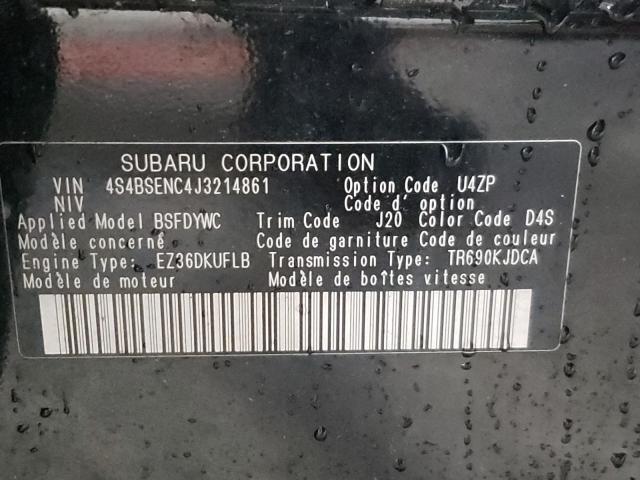 SUBARU CORPORATION
VIN 4S4BSENC4J3214861 Option Code U4ZP
NIV Code d' option
Applied Model BSFDYWC Trim Code J20 Color Code D4S
Modèle concerné Code de garniture Code de couleur
Engine Type: EZ36DKUFLB Transmission Type: TR690KJDCA
Modèle de moteur Modèle de boîtes vitesse